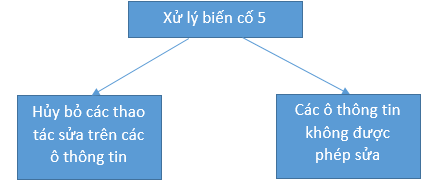 Xử lý biến cố 5
Hủy bỏ các thao
tác sửa trên các
ô thông tin
Các ô thông tin
không được
phép sửa